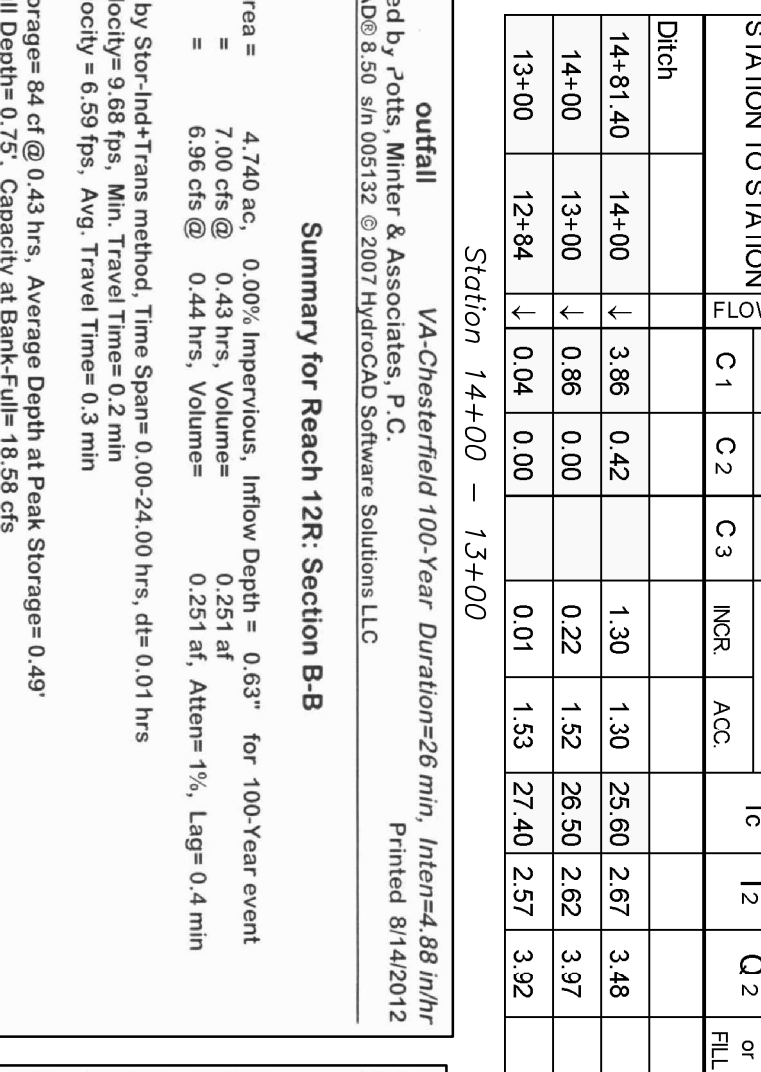 STATION TO STATION FLOW C 1 C 2 C 3 INCR. ACC. Tc I 2 Q 2 or FILL
Ditch
14+81.40 14+00 ↓ 3.86 0.42 1.30 1.30 25.60 2.67 3.48
14+00 13+00 ↓ 0.86 0.00 0.22 1.52 26.50 2.62 3.97
13+00 12+84 ↓ 0.04 0.00 0.01 1.53 27.40 2.57 3.92
Station 14+00 – 13+00
outfall VA-Chesterfield 100-Year Duration=26 min, Inten=4.88 in/hr
ed by Potts, Minter & Associates, P.C. Printed 8/14/2012
AD® 8.50 s/n 005132 © 2007 HydroCAD Software Solutions LLC
Summary for Reach 12R: Section B-B
rea = 4.740 ac, 0.00% Impervious, Inflow Depth = 0.63" for 100-Year event
= 7.00 cfs @ 0.43 hrs, Volume= 0.251 af
= 6.96 cfs @ 0.44 hrs, Volume= 0.251 af, Atten= 1%, Lag= 0.4 min
by Stor-Ind+Trans method, Time Span= 0.00-24.00 hrs, dt= 0.01 hrs
locity= 9.68 fps, Min. Travel Time= 0.2 min
ocity = 6.59 fps, Avg. Travel Time= 0.3 min
orage= 84 cf @ 0.43 hrs, Average Depth at Peak Storage= 0.49'
ll Depth= 0.75', Capacity at Bank-Full= 18.58 cfs